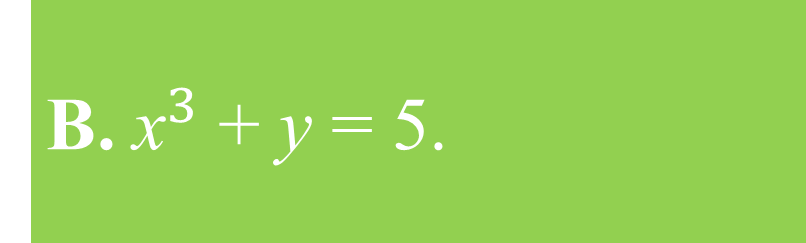 B. x³ + y = 5.